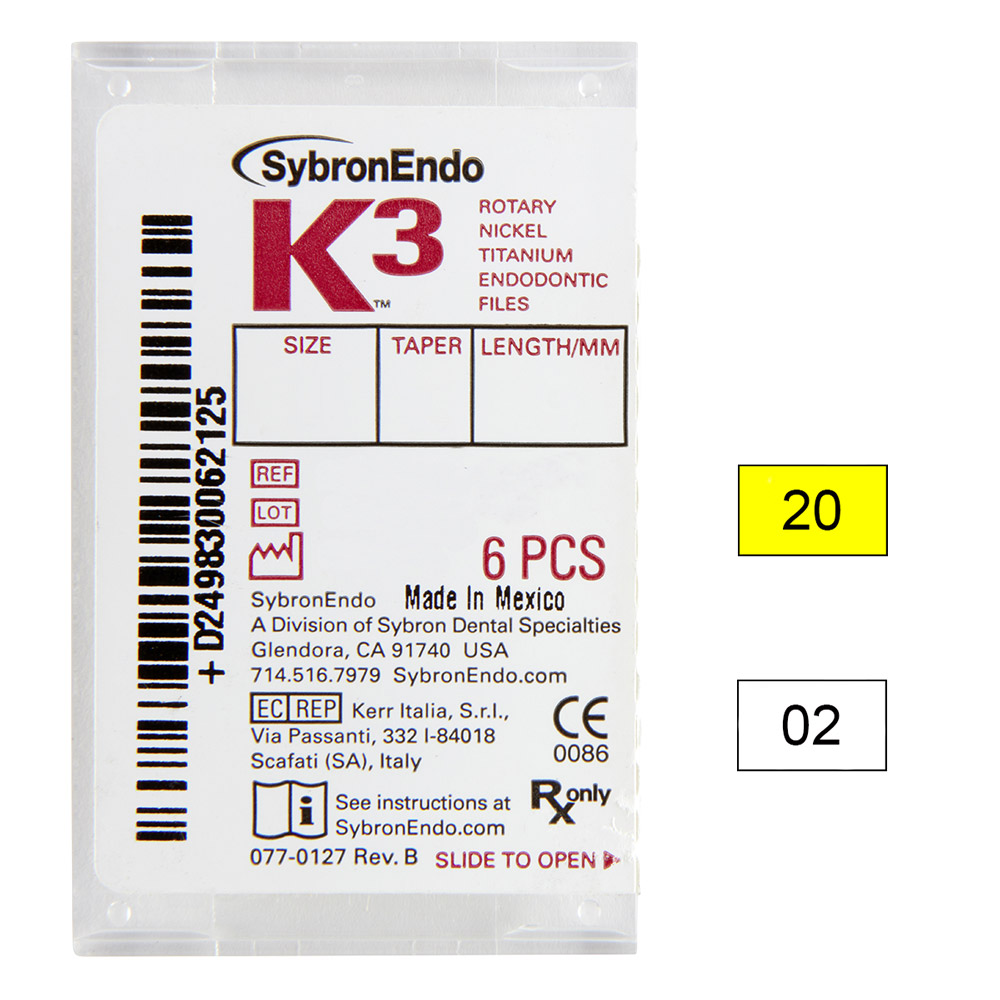 SybronEndo
K3™
ROTARY
NICKEL
TITANIUM
ENDODONTIC
FILES
SIZE TAPER LENGTH/MM
+D249830062125
REF
LOT
6 PCS
SybronEndo Made In Mexico
A Division of Sybron Dental Specialties
Glendora, CA 91740 USA
714.516.7979 SybronEndo.com
EC REP Kerr Italia, S.r.l.,
Via Passanti, 332 I-84018
Scafati (SA), Italy
CE
0086
i
See instructions at
SybronEndo.com
Rx only
077-0127 Rev. B SLIDE TO OPEN
20
02